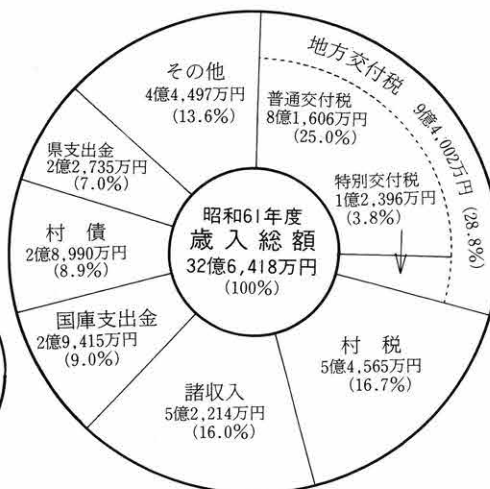 昭和61年度
歳入総額
32億6,418万円
(100%)
地方交付税 9億4,002万円 (28.8%)
普通交付税
8億1,606万円
(25.0%)
特別交付税
1億2,396万円
(3.8%)
村税
5億4,565万円
(16.7%)
諸収入
5億2,214万円
(16.0%)
国庫支出金
2億9,415万円
(9.0%)
村債
2億8,990万円
(8.9%)
県支出金
2億2,735万円
(7.0%)
その他
4億4,497万円
(13.6%)